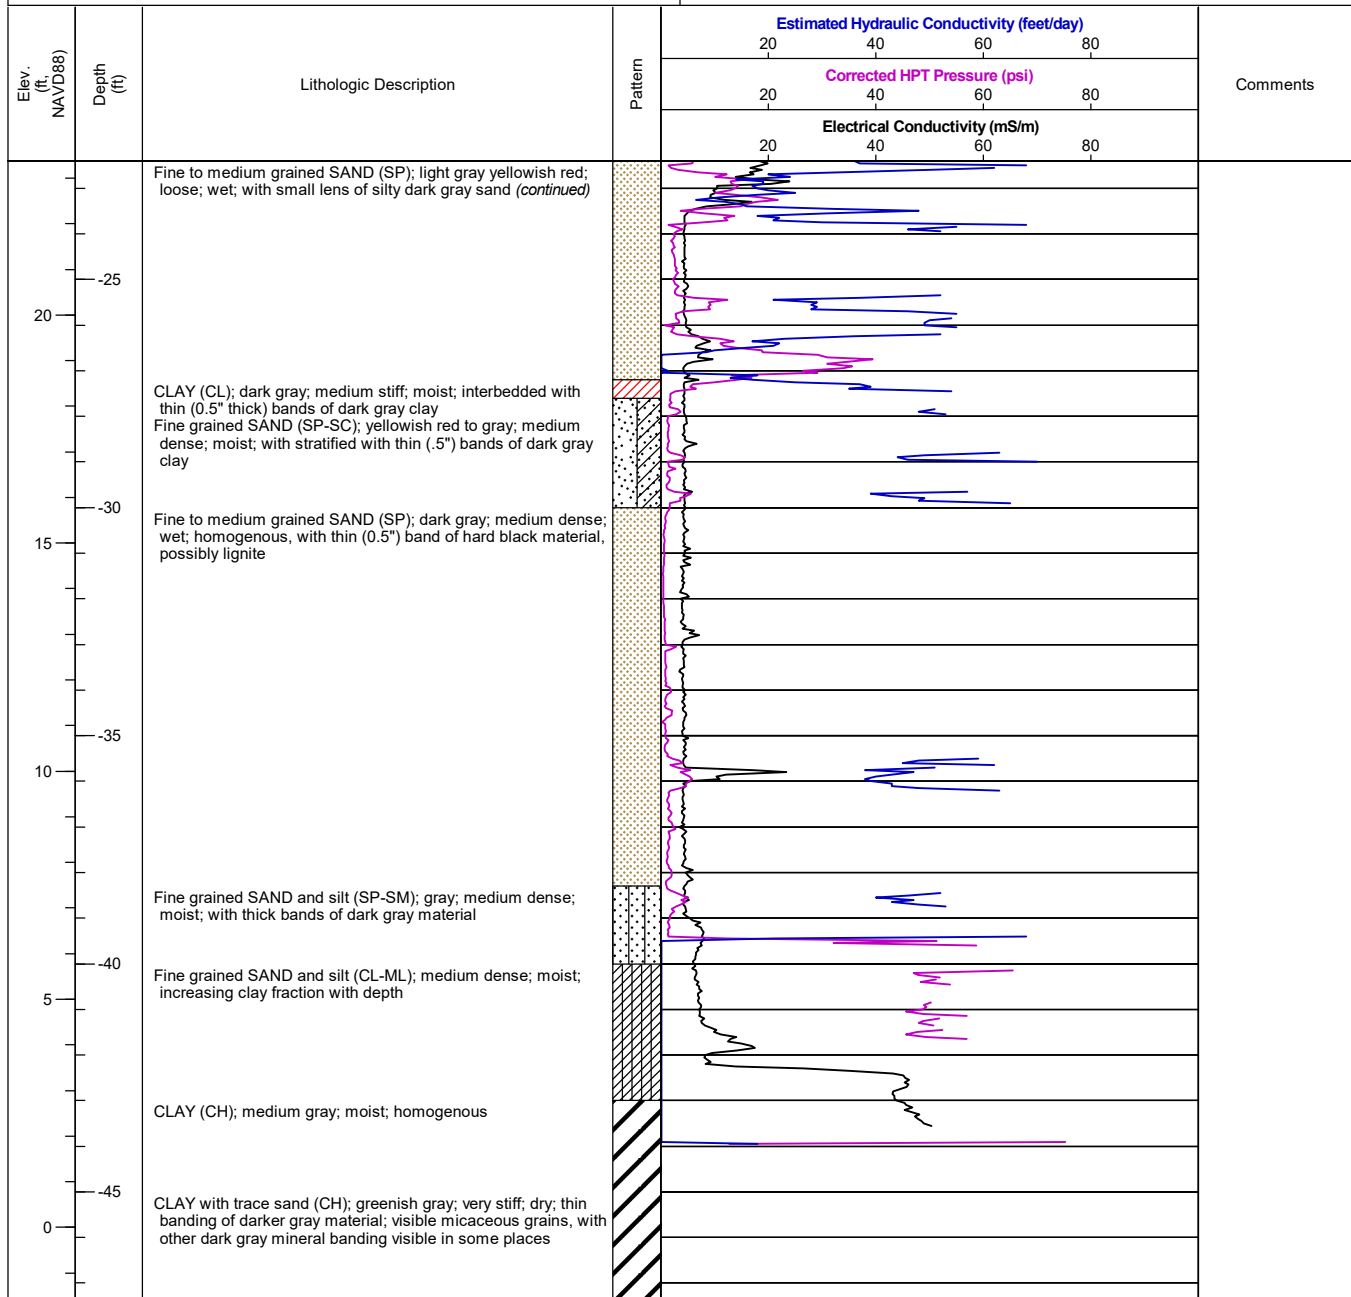 Elev.
(ft,
NAVD88)
Depth
(ft)
Lithologic Description
Pattern
Estimated Hydraulic Conductivity (feet/day)
20 40 60 80
Corrected HPT Pressure (psi)
20 40 60 80
Electrical Conductivity (mS/m)
20 40 60 80
Comments
Fine to medium grained SAND (SP); light gray yellowish red;
loose; wet; with small lens of silty dark gray sand (continued)
-25
20
CLAY (CL); dark gray; medium stiff; moist; interbedded with
thin (0.5" thick) bands of dark gray clay
Fine grained SAND (SP-SC); yellowish red to gray; medium
dense; moist; with stratified with thin (.5") bands of dark gray
clay
-30
Fine to medium grained SAND (SP); dark gray; medium dense;
wet; homogenous, with thin (0.5") band of hard black material,
possibly lignite
15
-35
10
Fine grained SAND and silt (SP-SM); gray; medium dense;
moist; with thick bands of dark gray material
-40
Fine grained SAND and silt (CL-ML); medium dense; moist;
increasing clay fraction with depth
5
CLAY (CH); medium gray; moist; homogenous
-45
CLAY with trace sand (CH); greenish gray; very stiff; dry; thin
banding of darker gray material; visible micaceous grains, with
other dark gray mineral banding visible in some places
0